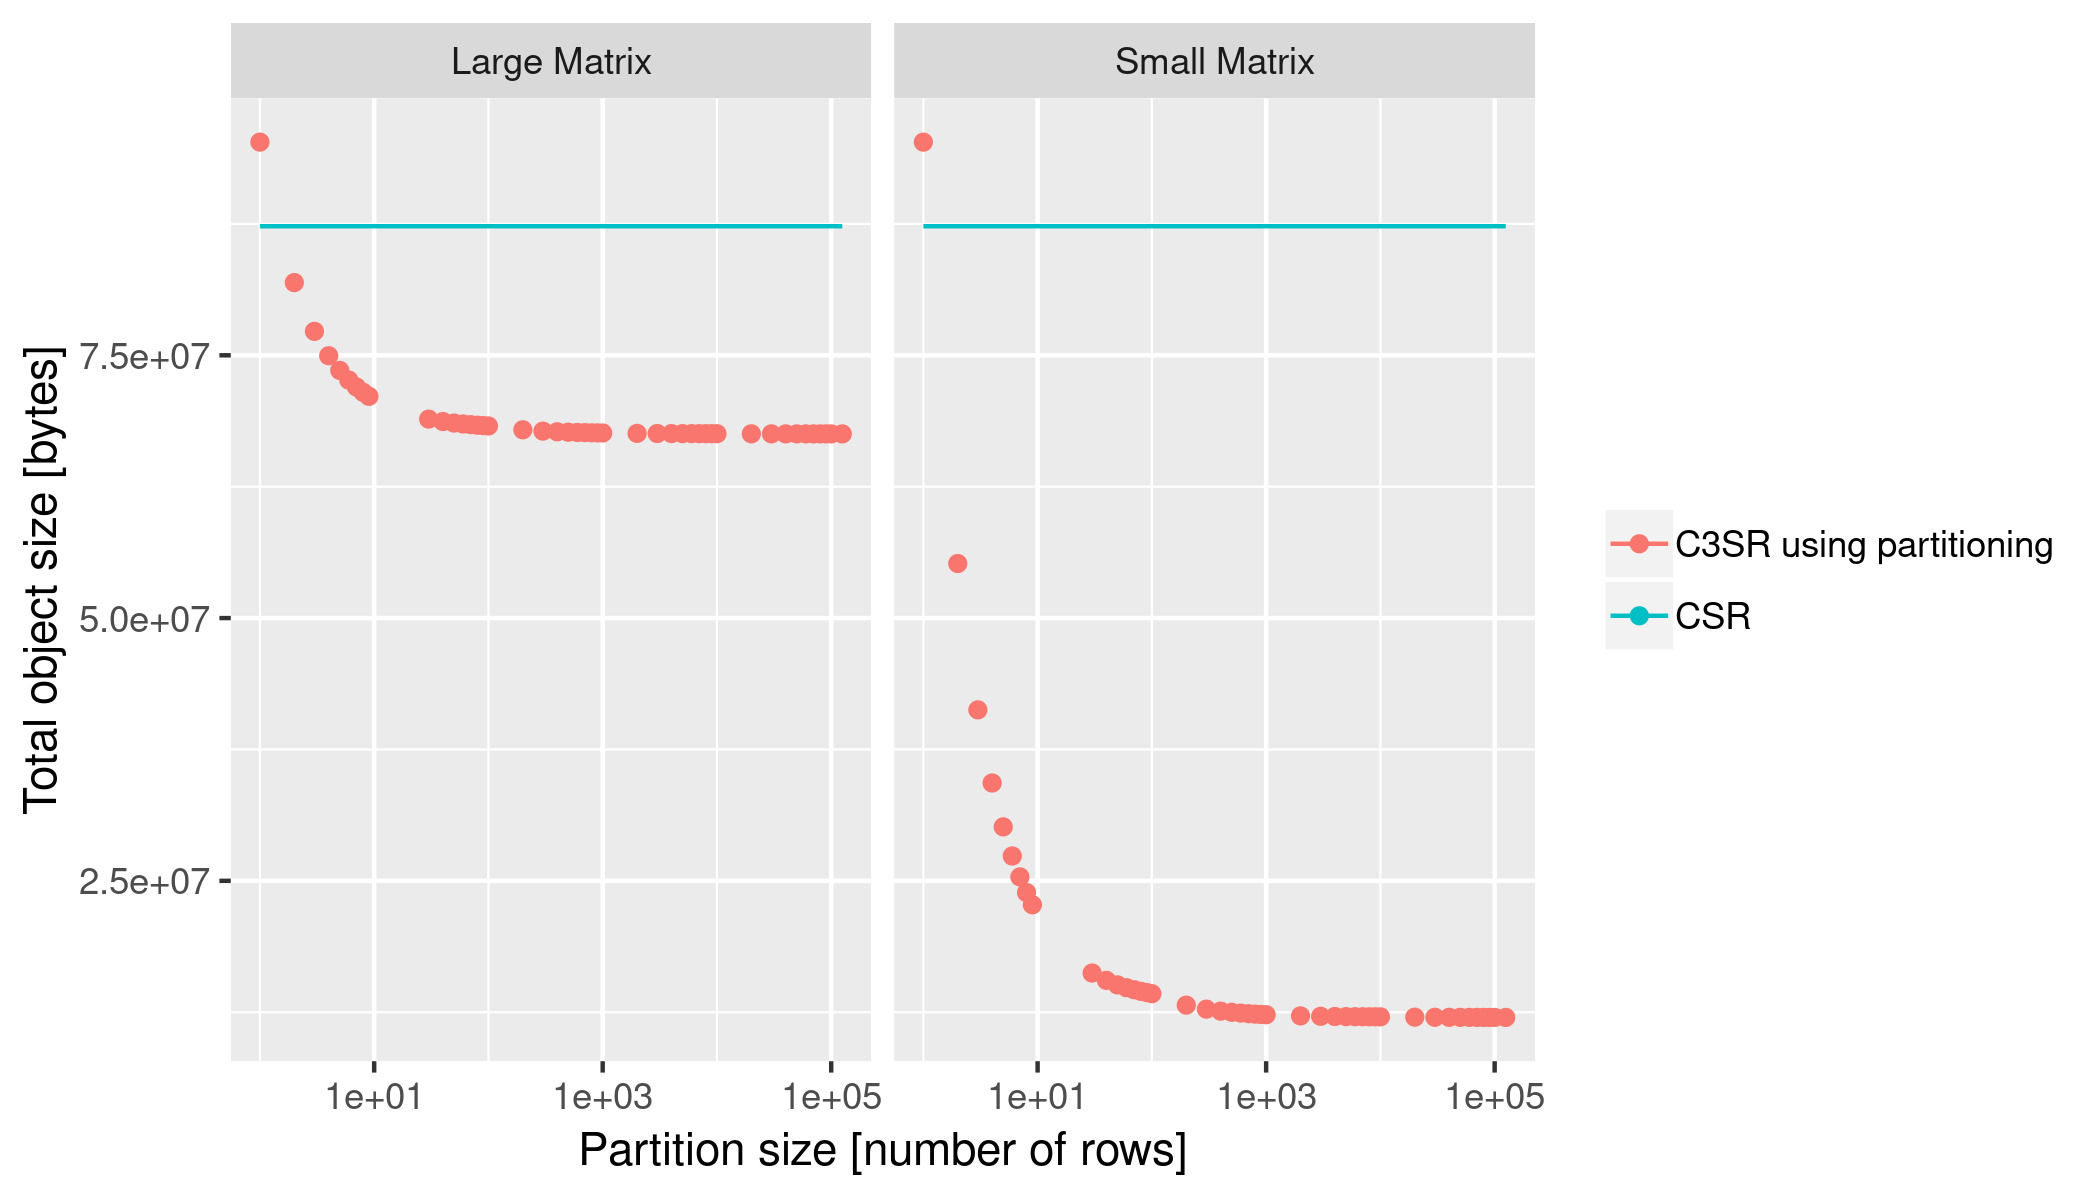 Large Matrix
Small Matrix
Total object size [bytes]
7.5e+07
5.0e+07
2.5e+07
1e+01
1e+03
1e+05
1e+01
1e+03
1e+05
Partition size [number of rows]
C3SR using partitioning
CSR